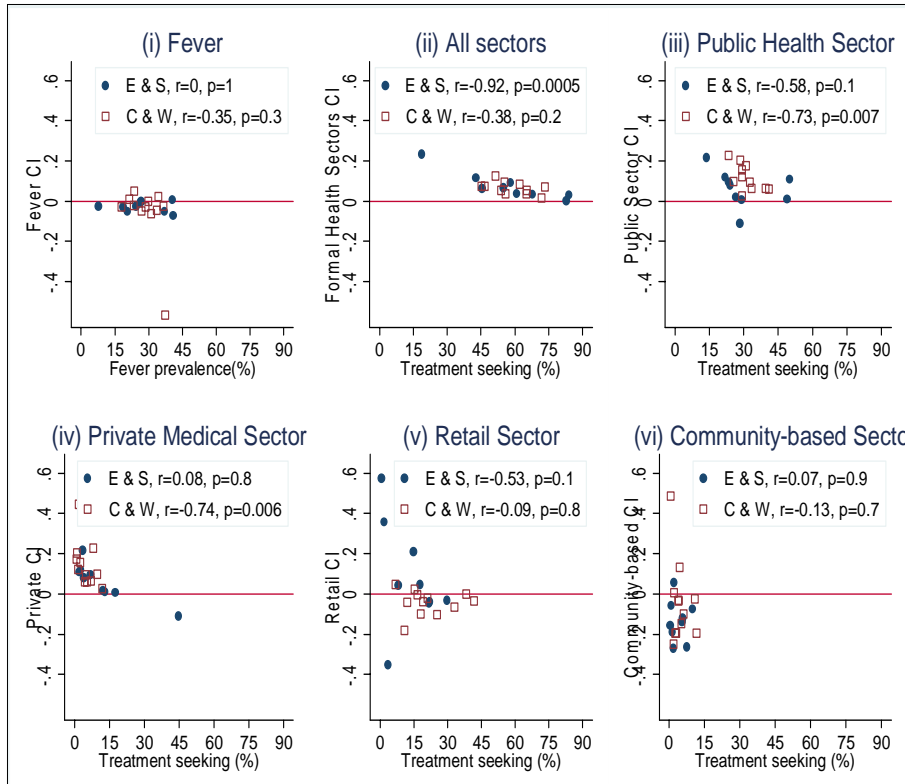 (i) Fever
E & S, r=0, p=1
C & W, r=-0.35, p=0.3
Fever CI
.6
.4
.2
0
-.2
-.4
0 15 30 45 60 75 90
Fever prevalence(%)
(ii) All sectors
E & S, r=-0.92, p=0.0005
C & W, r=-0.38, p=0.2
Formal Health Sectors CI
.6
.4
.2
0
-.2
-.4
0 15 30 45 60 75 90
Treatment seeking (%)
(iii) Public Health Sector
E & S, r=-0.58, p=0.1
C & W, r=-0.73, p=0.007
Public Sector CI
.6
.4
.2
0
-.2
-.4
0 15 30 45 60 75 90
Treatment seeking (%)
(iv) Private Medical Sector
E & S, r=0.08, p=0.8
C & W, r=-0.74, p=0.006
Private CI
.6
.4
.2
0
-.2
-.4
0 15 30 45 60 75 90
Treatment seeking (%)
(v) Retail Sector
E & S, r=-0.53, p=0.1
C & W, r=-0.09, p=0.8
Retail CI
.6
.4
.2
0
-.2
-.4
0 15 30 45 60 75 90
Treatment seeking (%)
(vi) Community-based Secto
E & S, r=0.07, p=0.9
C & W, r=-0.13, p=0.7
Community-based CI
.6
.4
.2
0
-.2
-.4
0 15 30 45 60 75 90
Treatment seeking (%)